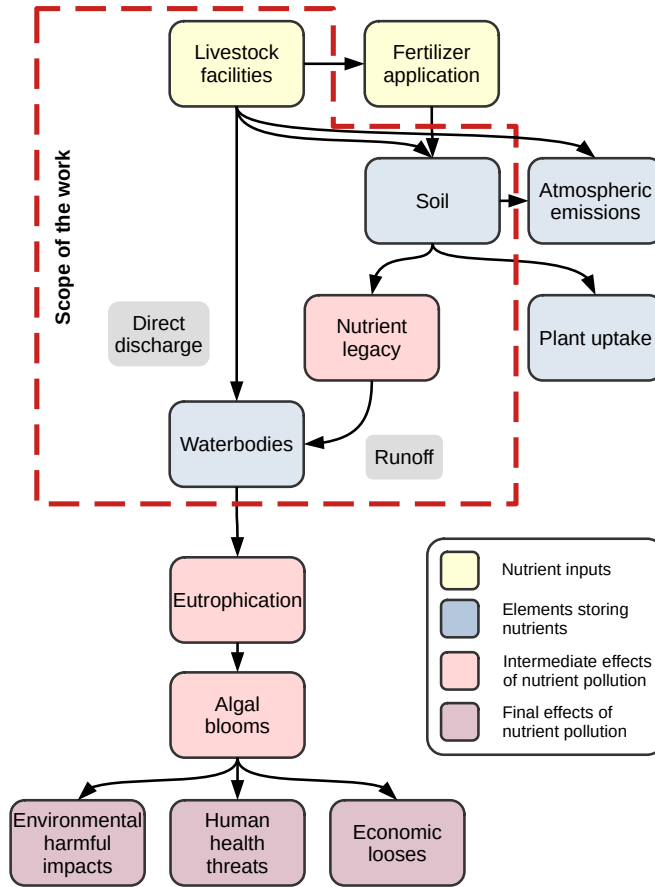 Livestock
facilities
Fertilizer
application
Scope of the work
Soil
Atmospheric
emissions
Direct
discharge
Nutrient
legacy
Plant uptake
Waterbodies
Runoff
Eutrophication
Nutrient inputs
Elements storing
nutrients
Intermediate effects
of nutrient pollution
Final effects of
nutrient pollution
Algal
blooms
Environmental
harmful
impacts
Human
health
threats
Economic
looses